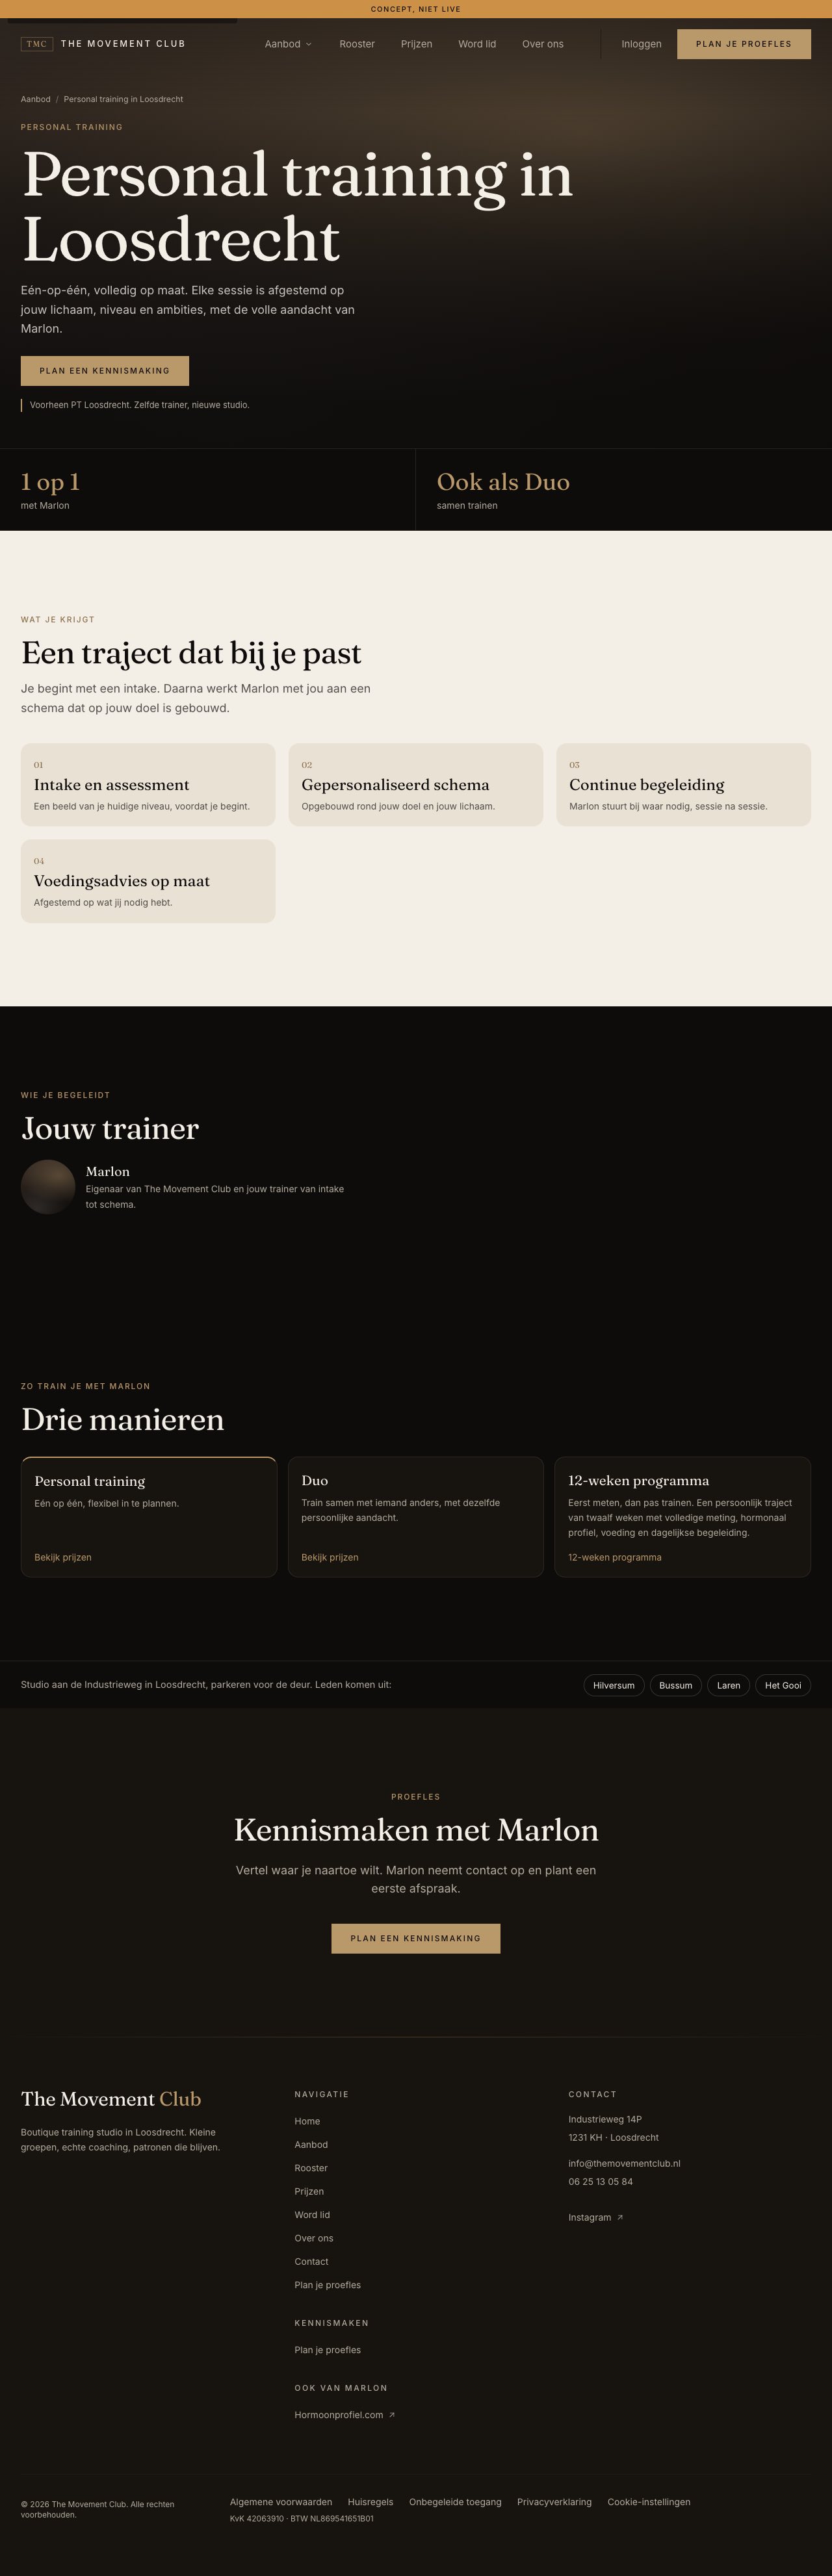 CONCEPT, NIET LIVE
TMC THE MOVEMENT CLUB
Aanbod Rooster Prijzen Word lid Over ons Inloggen PLAN JE PROEFLES
Aanbod / Personal training in Loosdrecht
PERSONAL TRAINING
Personal training in
Loosdrecht
Eén-op-één, volledig op maat. Elke sessie is afgestemd op
jouw lichaam, niveau en ambities, met de volle aandacht van
Marlon.
PLAN EEN KENNISMAKING
Voorheen PT Loosdrecht. Zelfde trainer, nieuwe studio.
1 op 1
met Marlon
Ook als Duo
samen trainen
WAT JE KRIJGT
Een traject dat bij je past
Je begint met een intake. Daarna werkt Marlon met jou aan een
schema dat op jouw doel is gebouwd.
01
Intake en assessment
Een beeld van je huidige niveau, voordat je begint.
02
Gepersonaliseerd schema
Opgebouwd rond jouw doel en jouw lichaam.
03
Continue begeleiding
Marlon stuurt bij waar nodig, sessie na sessie.
04
Voedingsadvies op maat
Afgestemd op wat jij nodig hebt.
WIE JE BEGELEIDT
Jouw trainer
Marlon
Eigenaar van The Movement Club en jouw trainer van intake
tot schema.
ZO TRAIN JE MET MARLON
Drie manieren
Personal training
Eén op één, flexibel in te plannen.
Bekijk prijzen
Duo
Train samen met iemand anders, met dezelfde
persoonlijke aandacht.
Bekijk prijzen
12-weken programma
Eerst meten, dan pas trainen. Een persoonlijk traject
van twaalf weken met volledige meting, hormonaal
profiel, voeding en dagelijkse begeleiding.
12-weken programma
Studio aan de Industrieweg in Loosdrecht, parkeren voor de deur. Leden komen uit:
Hilversum Bussum Laren Het Gooi
PROEFLES
Kennismaken met Marlon
Vertel waar je naartoe wilt. Marlon neemt contact op en plant een
eerste afspraak.
PLAN EEN KENNISMAKING
The Movement Club
Boutique training studio in Loosdrecht. Kleine
groepen, echte coaching, patronen die blijven.
NAVIGATIE
Home
Aanbod
Rooster
Prijzen
Word lid
Over ons
Contact
Plan je proefles
KENNISMAKEN
Plan je proefles
OOK VAN MARLON
Hormoonprofiel.com ↗
CONTACT
Industrieweg 14P
1231 KH · Loosdrecht
info@themovementclub.nl
06 25 13 05 84
Instagram ↗
© 2026 The Movement Club. Alle rechten
voorbehouden.
Algemene voorwaarden Huisregels Onbegeleide toegang Privacyverklaring Cookie-instellingen
KvK 42063910 · BTW NL869541651B01